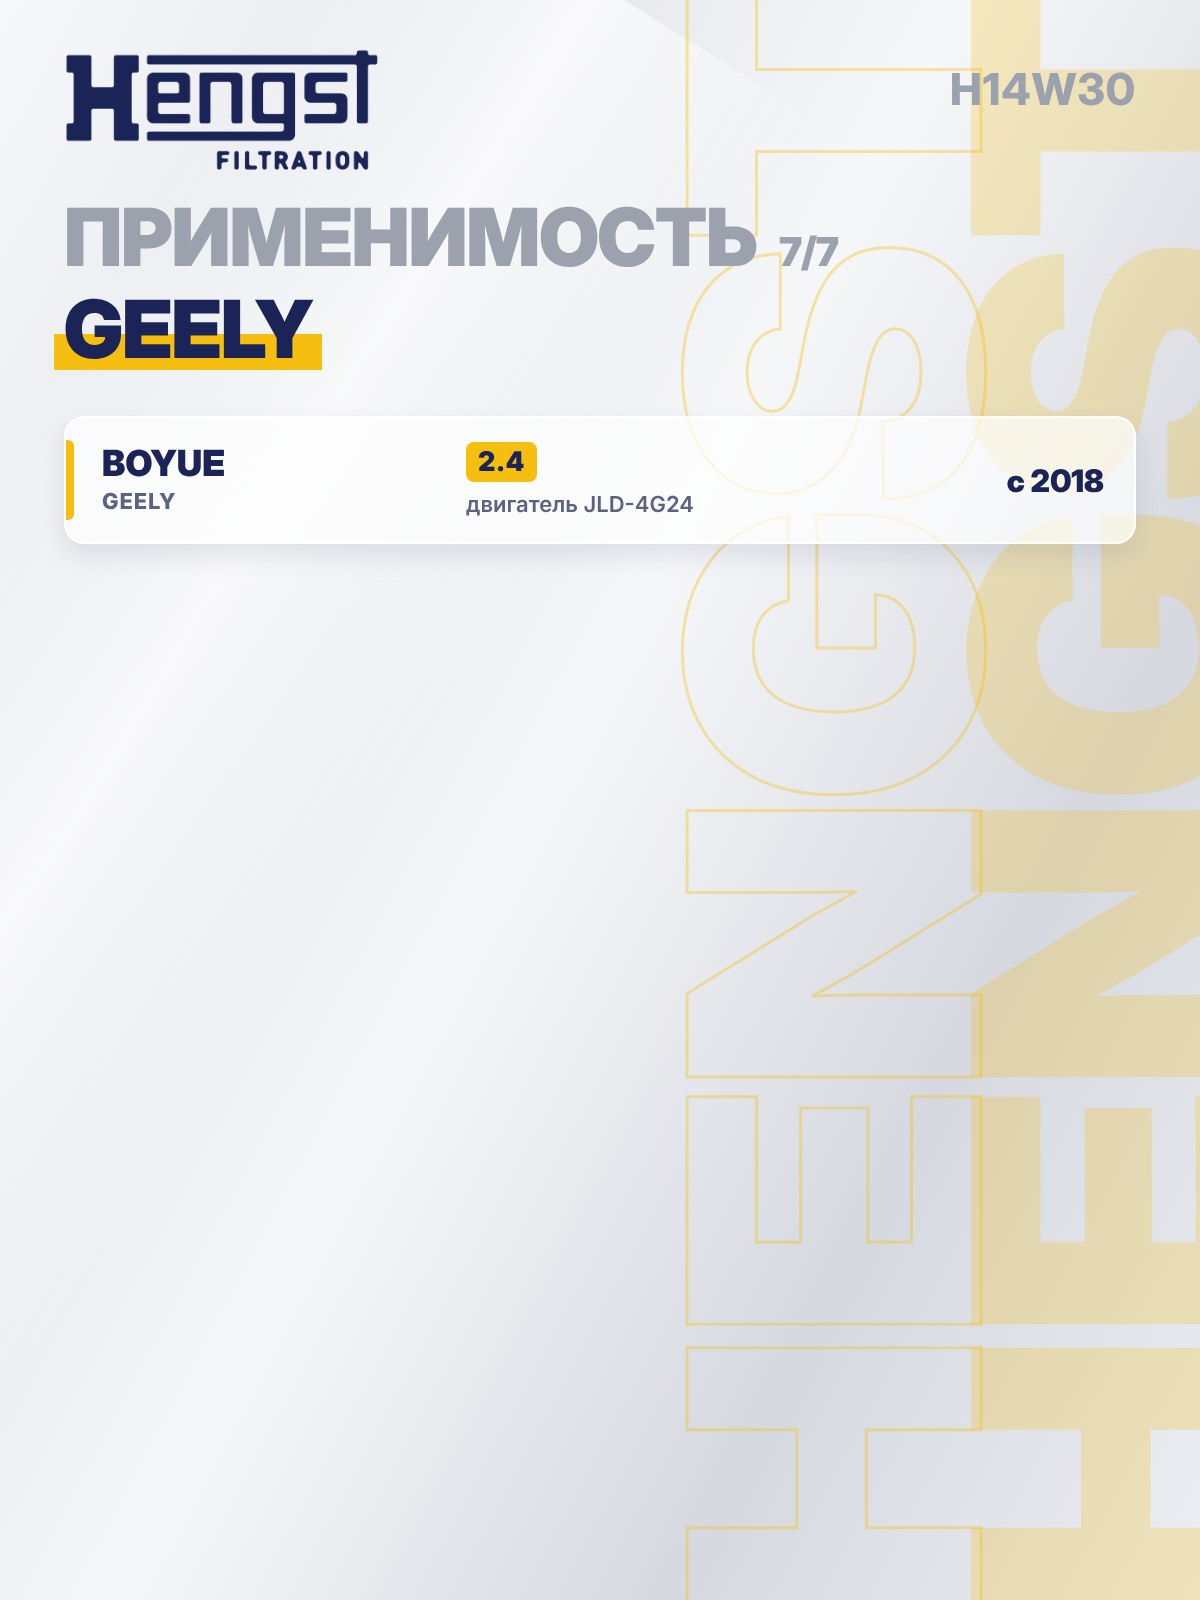 Hengst
FILTRATION
H14W30
ПРИМЕНИМОСТЬ 7/7
GEELY
BOYUE
GEELY
2.4
двигатель JLD-4G24
с 2018
HENGST
HENGST